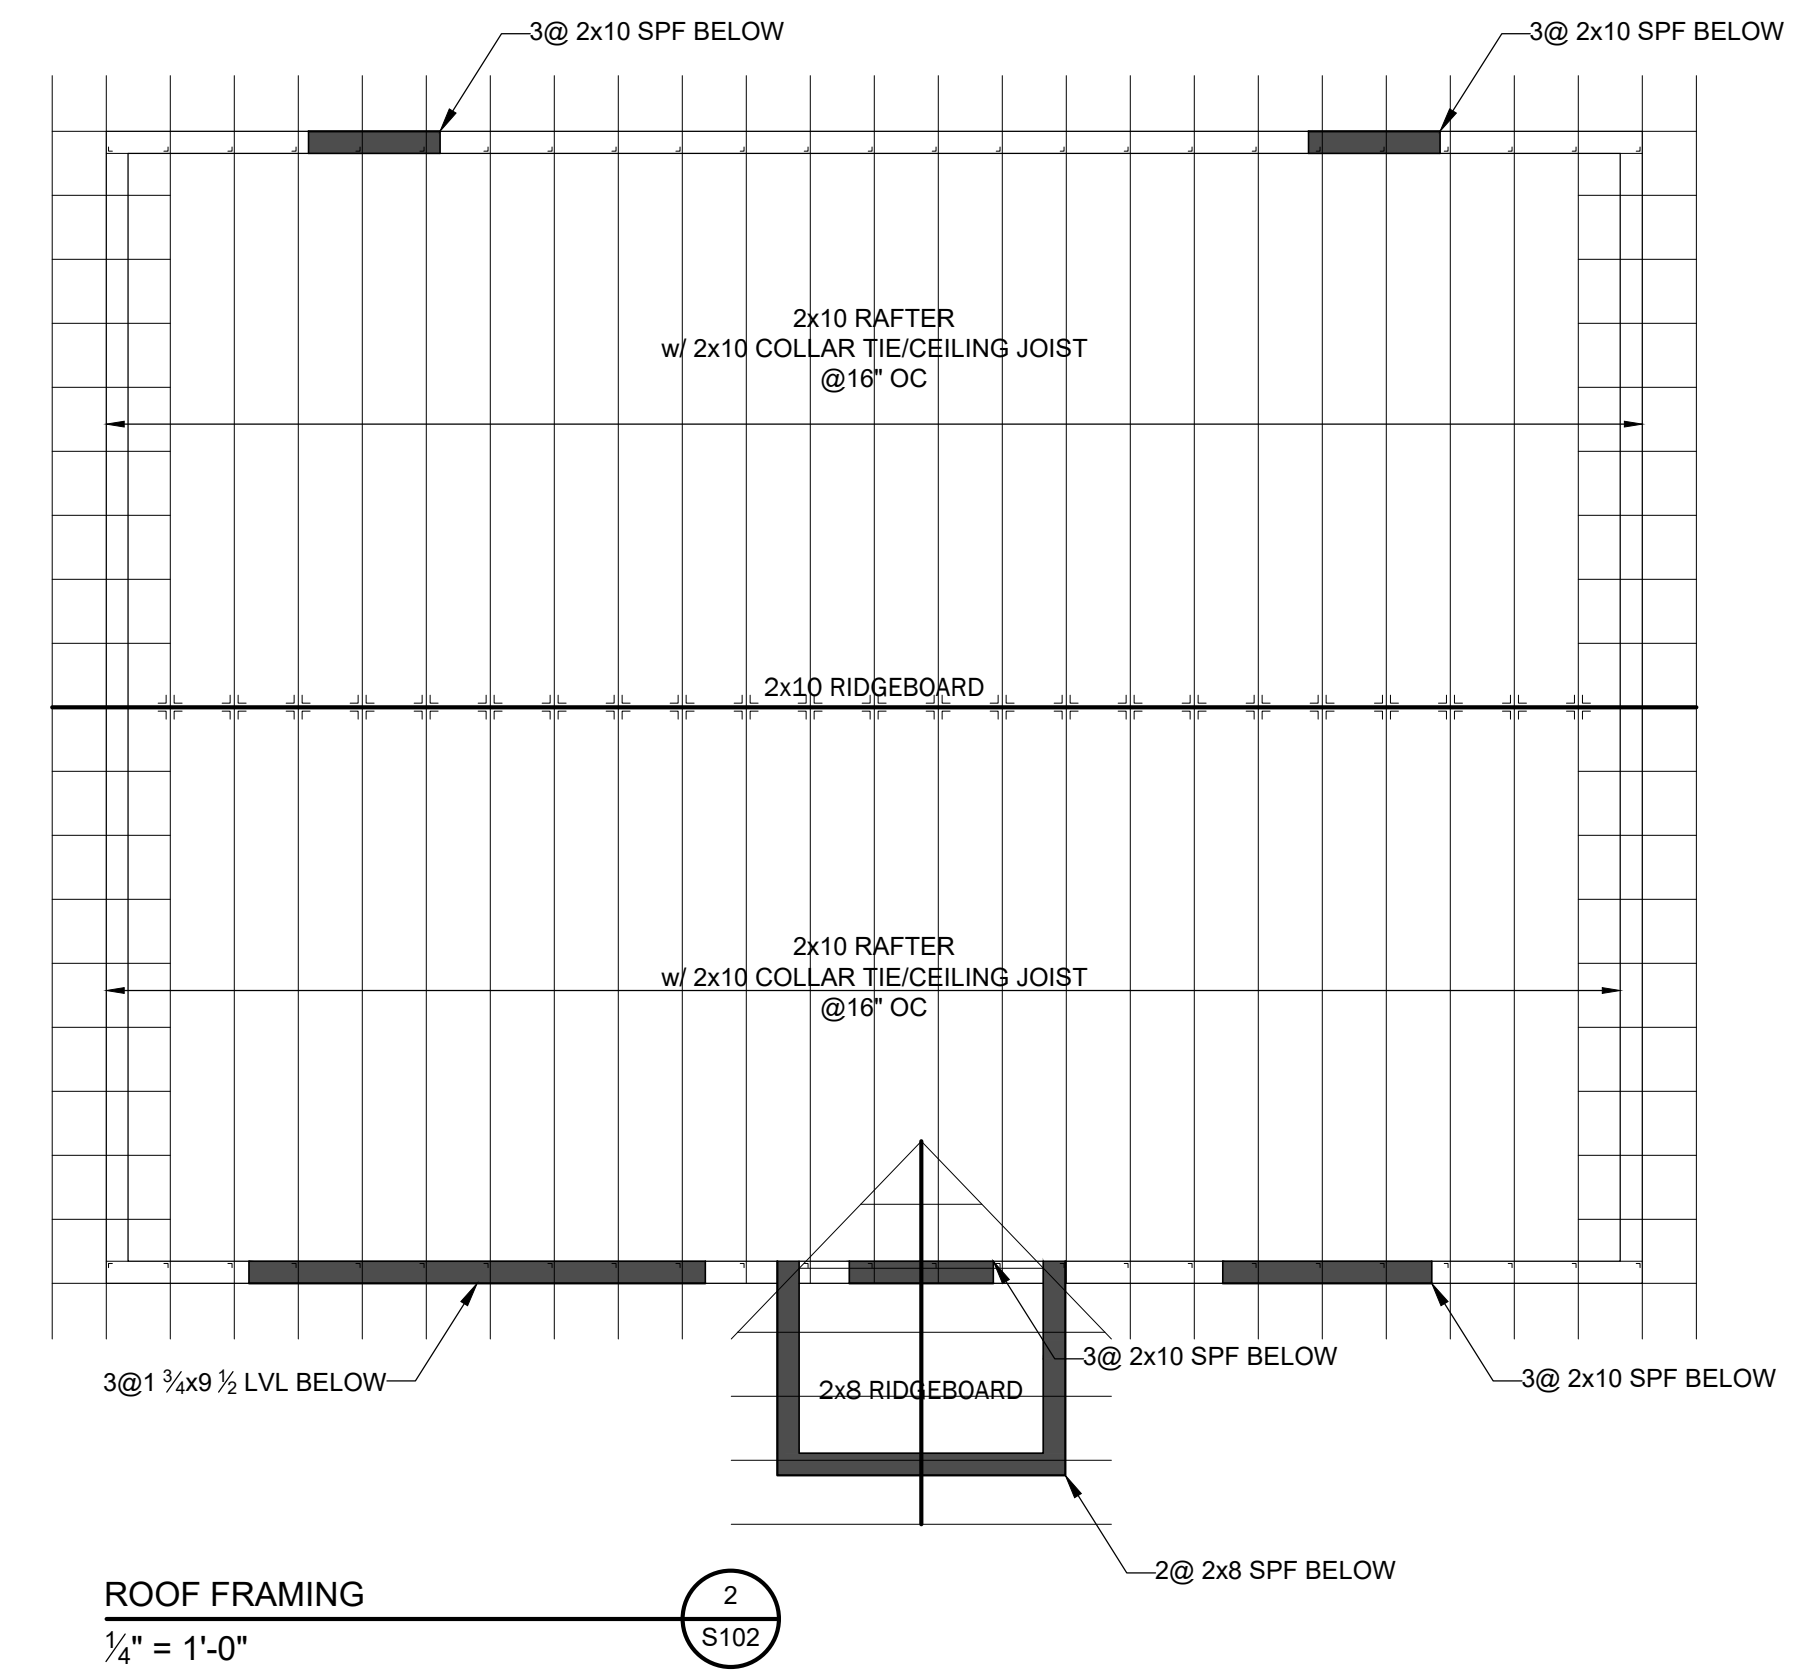 3@ 2x10 SPF BELOW
3@ 2x10 SPF BELOW
2x10 RAFTER
w/ 2x10 COLLAR TIE/CEILING JOIST
@16" OC
2x10 RIDGEBOARD
2x10 RAFTER
w/ 2x10 COLLAR TIE/CEILING JOIST
@16" OC
3@ 2x10 SPF BELOW
3@1 ¾x9 ½ LVL BELOW
3@ 2x10 SPF BELOW
2x8 RIDGEBOARD
2@ 2x8 SPF BELOW
ROOF FRAMING
2
S102
¼" = 1'-0"